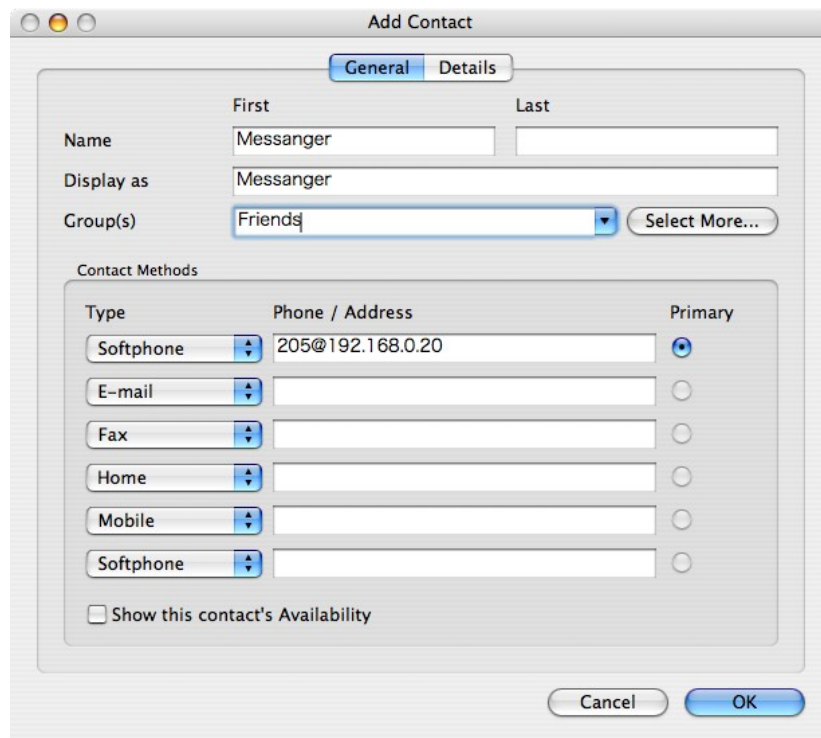 Add Contact
General Details
First Last
Name Messanger
Display as Messanger
Group(s) Friends Select More...
Contact Methods
Type Phone / Address Primary
Softphone 205@192.168.0.20
E-mail
Fax
Home
Mobile
Softphone
Show this contact's Availability
Cancel OK